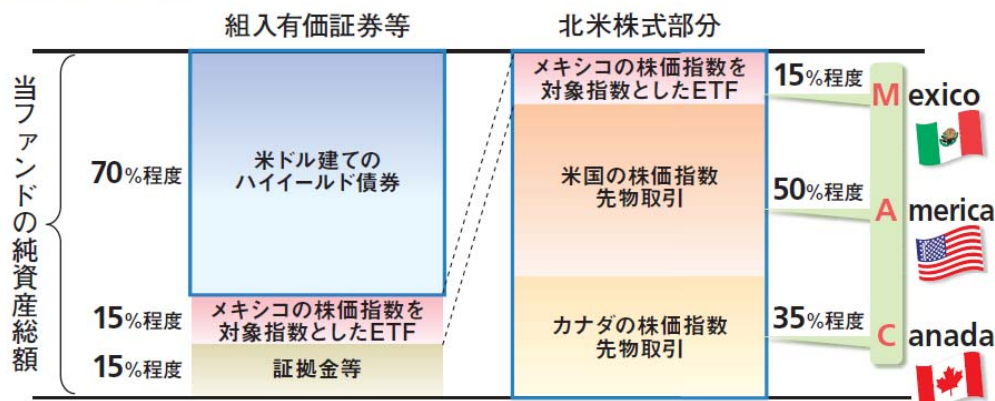 組入有価証券等
北米株式部分
当ファンドの純資産総額
70%程度
米ドル建ての
ハイイールド債券
15%程度
メキシコの株価指数を
対象指数としたETF
15%程度
証拠金等
メキシコの株価指数を
対象指数としたETF
15%程度
Mexico
米国の株価指数
先物取引
50%程度
America
カナダの株価指数
先物取引
35%程度
Canada